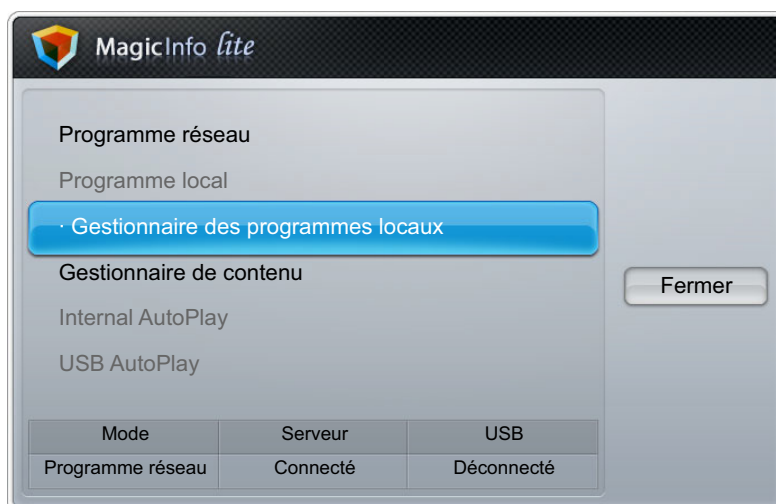 MagicInfo lite
Programme réseau
Programme local
· Gestionnaire des programmes locaux
Gestionnaire de contenu
Fermer
Internal AutoPlay
USB AutoPlay
Mode Serveur USB
Programme réseau Connecté Déconnecté